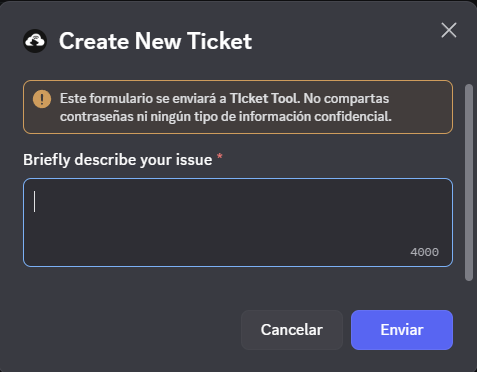 Create New Ticket
Este formulario se enviará a TIcket Tool. No compartas
contraseñas ni ningún tipo de información confidencial.
Briefly describe your issue *
4000
Cancelar
Enviar